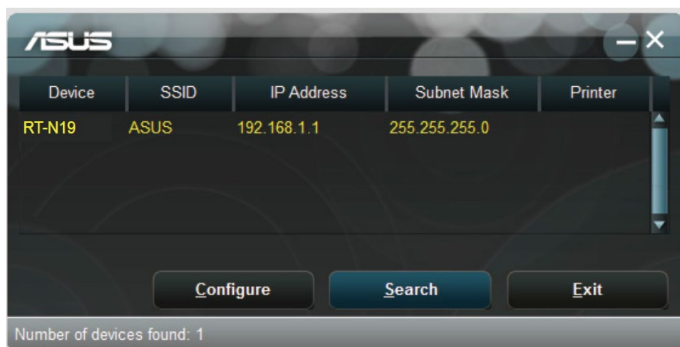 ASUS
Device SSID IP Address Subnet Mask Printer
RT-N19 ASUS 192.168.1.1 255.255.255.0
Configure Search Exit
Number of devices found: 1